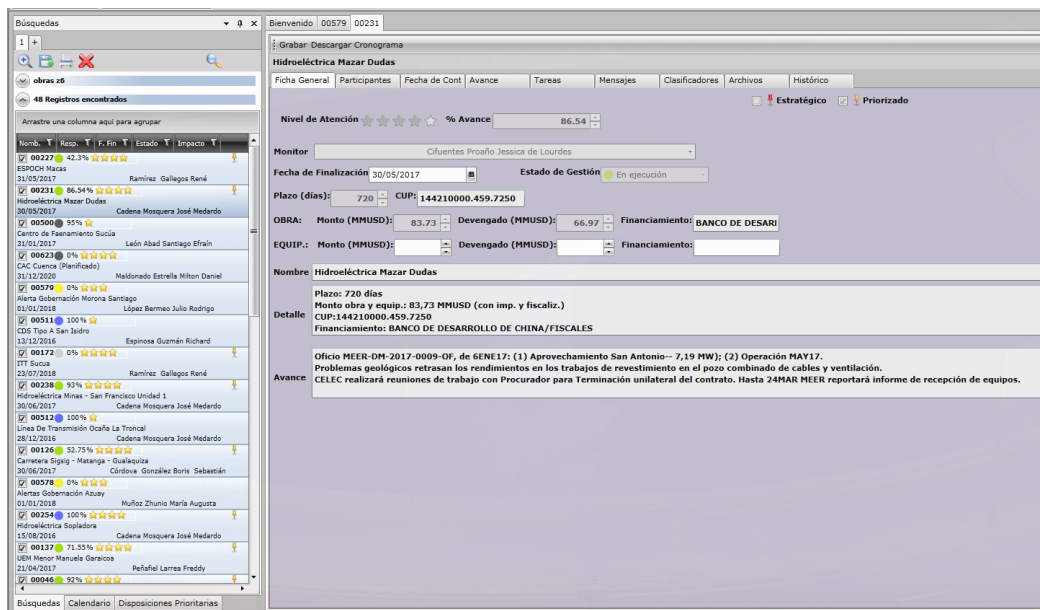 Búsquedas
1 +
obras z6
48 Registros encontrados
Arrastre una columna aqui para agrupar
Nomb. Resp. F. Fin Estado Impacto
00227 42.3%
ESPOCH Macas
31/05/2017 Ramírez Gallegos René
00231 86.54%
Hidroeléctrica Mazar Dudas
30/05/2017 Cadena Mosquera José Medardo
00500 95%
Centro de Faenamiento Sucúa
31/01/2017 León Abad Santiago Efraín
00623 0%
CAC Cuenca (Planificado)
31/12/2020 Maldonado Estrella Milton Daniel
00579 0%
Alerta Gobernación Morona Santiago
01/01/2018 López Bermeo Julio Rodrigo
00511 100%
CDS Tipo A San Isidro
13/12/2016 Espinosa Guzmán Richard
00172 0%
ITT Sucua
23/07/2018 Ramírez Gallegos René
00238 93%
Hidroeléctrica Minas - San Francisco Unidad 1
30/06/2017 Cadena Mosquera José Medardo
00512 100%
Línea De Transmisión Ocaña La Troncal
28/12/2016 Cadena Mosquera José Medardo
00126 52.75%
Carretera Sigsig - Matanga - Gualaquiza
30/06/2017 Córdova González Boris Sebastián
00578 0%
Alertas Gobernación Azuay
01/01/2018 Muñoz Zhunio María Augusta
00254 100%
Hidroeléctrica Sopladora
15/08/2016 Cadena Mosquera José Medardo
00137 71.55%
UEM Menor Manuela Garaicoa
21/04/2017 Peñafiel Larrea Freddy
00046 92%
Búsquedas Calendario Disposiciones Prioritarias
Bienvenido 00579 00231
Grabar Descargar Cronograma
Hidroeléctrica Mazar Dudas
Ficha General Participantes Fecha de Cont Avance Tareas Mensajes Clasificadores Archivos Histórico
Estratégico Priorizado
Nivel de Atención % Avance 86.54
Monitor Cifuentes Proaño Jessica de Lourdes
Fecha de Finalización 30/05/2017 Estado de Gestión En ejecución
Plazo (días): 720 CUP: 144210000.459.7250
OBRA: Monto (MMUSD): 83.73 Devengado (MMUSD): 66.97 Financiamiento: BANCO DE DESARI
EQUIP.: Monto (MMUSD): Devengado (MMUSD): Financiamiento:
Nombre Hidroeléctrica Mazar Dudas
Detalle
Plazo: 720 días
Monto obra y equip.: 83,73 MMUSD (con imp. y fiscaliz.)
CUP:144210000.459.7250
Financiamiento: BANCO DE DESARROLLO DE CHINA/FISCALES
Avance
Oficio MEER-DM-2017-0009-OF, de 6ENE17: (1) Aprovechamiento San Antonio-- 7,19 MW); (2) Operación MAY17.
Problemas geológicos retrasan los rendimientos en los trabajos de revestimiento en el pozo combinado de cables y ventilación.
CELEC realizará reuniones de trabajo con Procurador para Terminación unilateral del contrato. Hasta 24MAR MEER reportará informe de recepción de equipos.